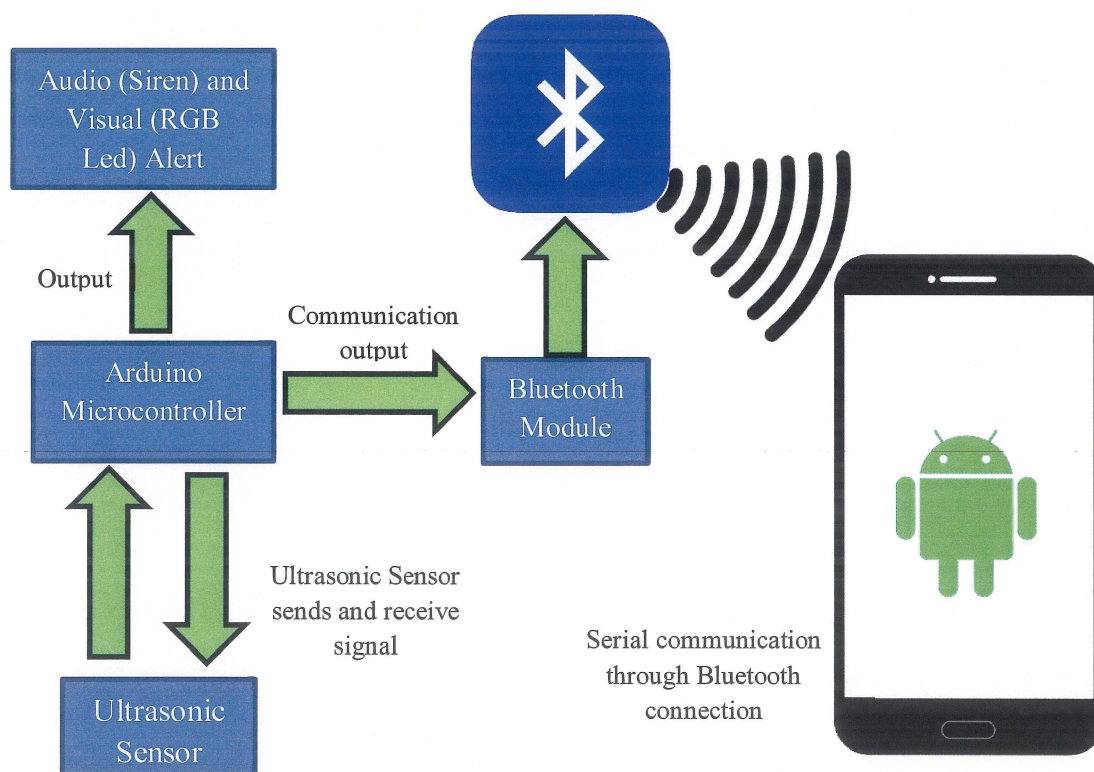 Audio (Siren) and
Visual (RGB
Led) Alert
Output
Communication
output
Arduino
Microcontroller
Bluetooth
Module
Ultrasonic Sensor
sends and receive
signal
Serial communication
through Bluetooth
connection
Ultrasonic
Sensor